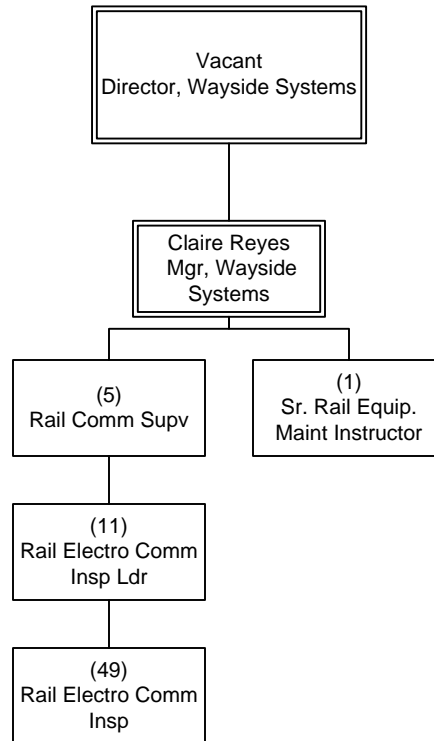 Vacant
Director, Wayside Systems
Claire Reyes
Mgr, Wayside
Systems
(5)
Rail Comm Supv
(1)
Sr. Rail Equip.
Maint Instructor
(11)
Rail Electro Comm
Insp Ldr
(49)
Rail Electro Comm
Insp